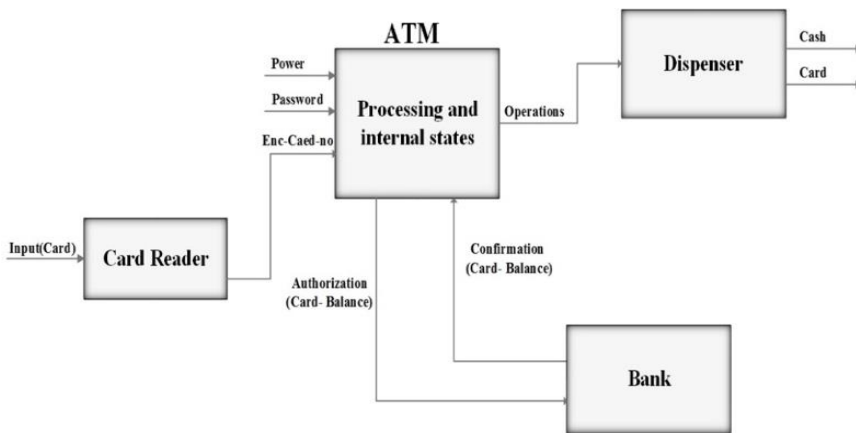 ATM
Cash
Card
Dispenser
Power
Password
Processing and
internal states
Operations
Enc-Caed-no
Input(Card)
Card Reader
Authorization
(Card- Balance)
Confirmation
(Card- Balance)
Bank